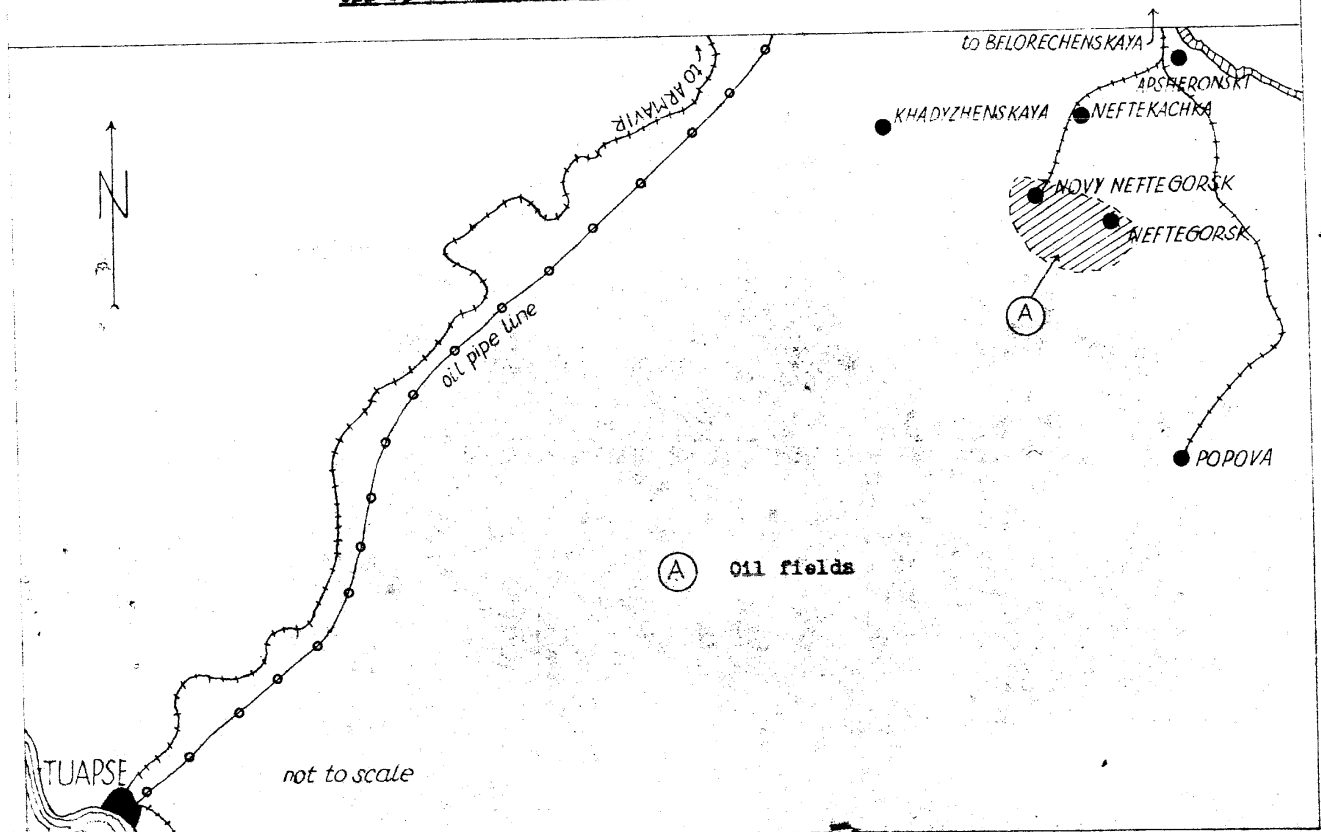 to BELORECHENSKAYA
APSHERONSKI
to ARMAVIR
KHADYZHENSKAYA
NEFTEKACHKA
N
NOVY NEFTEGORSK
NEFTEGORSK
A
oil pipe line
POPOVA
A Oil fields
TUAPSE
not to scale